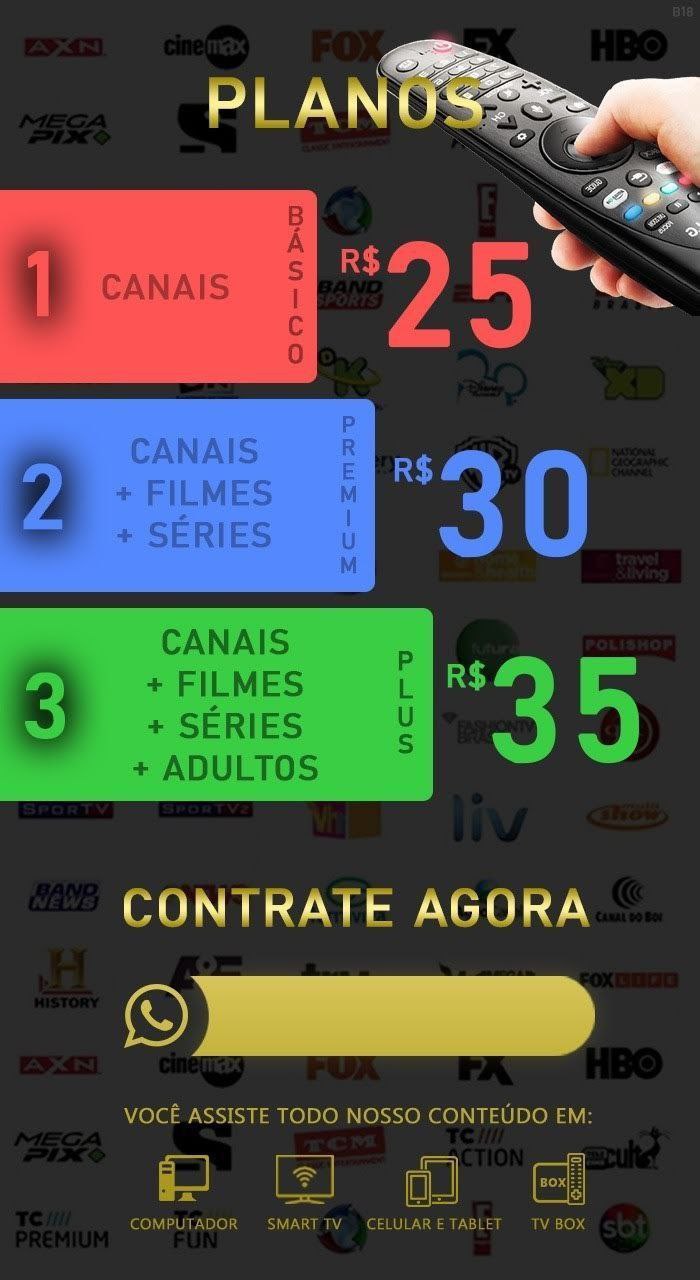 B18
AXN
cinemax
FOX
FX
HBO
PLANOS
MEGA
PIX
TCM
1
CANAIS
BÁSICO
R$
25
BAND
SPORTS
2
CANAIS
+ FILMES
+ SÉRIES
PREMIUM
R$
30
XD
NATIONAL
GEOGRAPHIC
CHANNEL
travel
&living
3
CANAIS
+ FILMES
+ SÉRIES
+ ADULTOS
PLUS
R$
35
futura
POLISHOP
SPORTV
SPORTV2
liv
show
BAND
NEWS
CANAL DO BOI
CONTRATE AGORA
HISTORY
FOX LIFE
AXN
cinemax
FOX
FX
HBO
VOCÊ ASSISTE TODO NOSSO CONTEÚDO EM:
MEGA
PIX
TCM
TC
ACTION
cult
BOX
COMPUTADOR
SMART TV
CELULAR E TABLET
TV BOX
TC
PREMIUM
TC
FUN
E
sbt